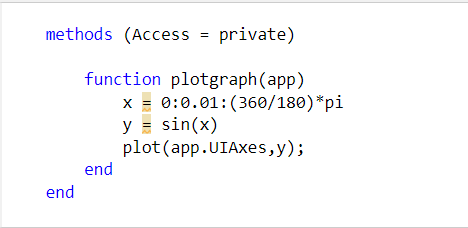 methods (Access = private)
function plotgraph(app)
x = 0:0.01:(360/180)*pi
y = sin(x)
plot(app.UIAxes,y);
end
end